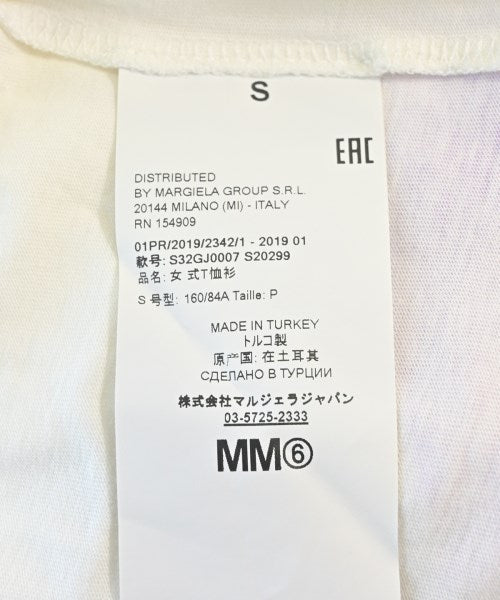 S
EAC
DISTRIBUTED
BY MARGIELA GROUP S.R.L.
20144 MILANO (MI) - ITALY
RN 154909
01PR/2019/2342/1 - 2019 01
款号: S32GJ0007 S20299
品名: 女 式T恤衫
S 号型: 160/84A Taille: P
MADE IN TURKEY
トルコ製
原产国: 在土耳其
СДЕЛАНО В ТУРЦИИ
株式会社マルジェラジャパン
03-5725-2333
MM⑥